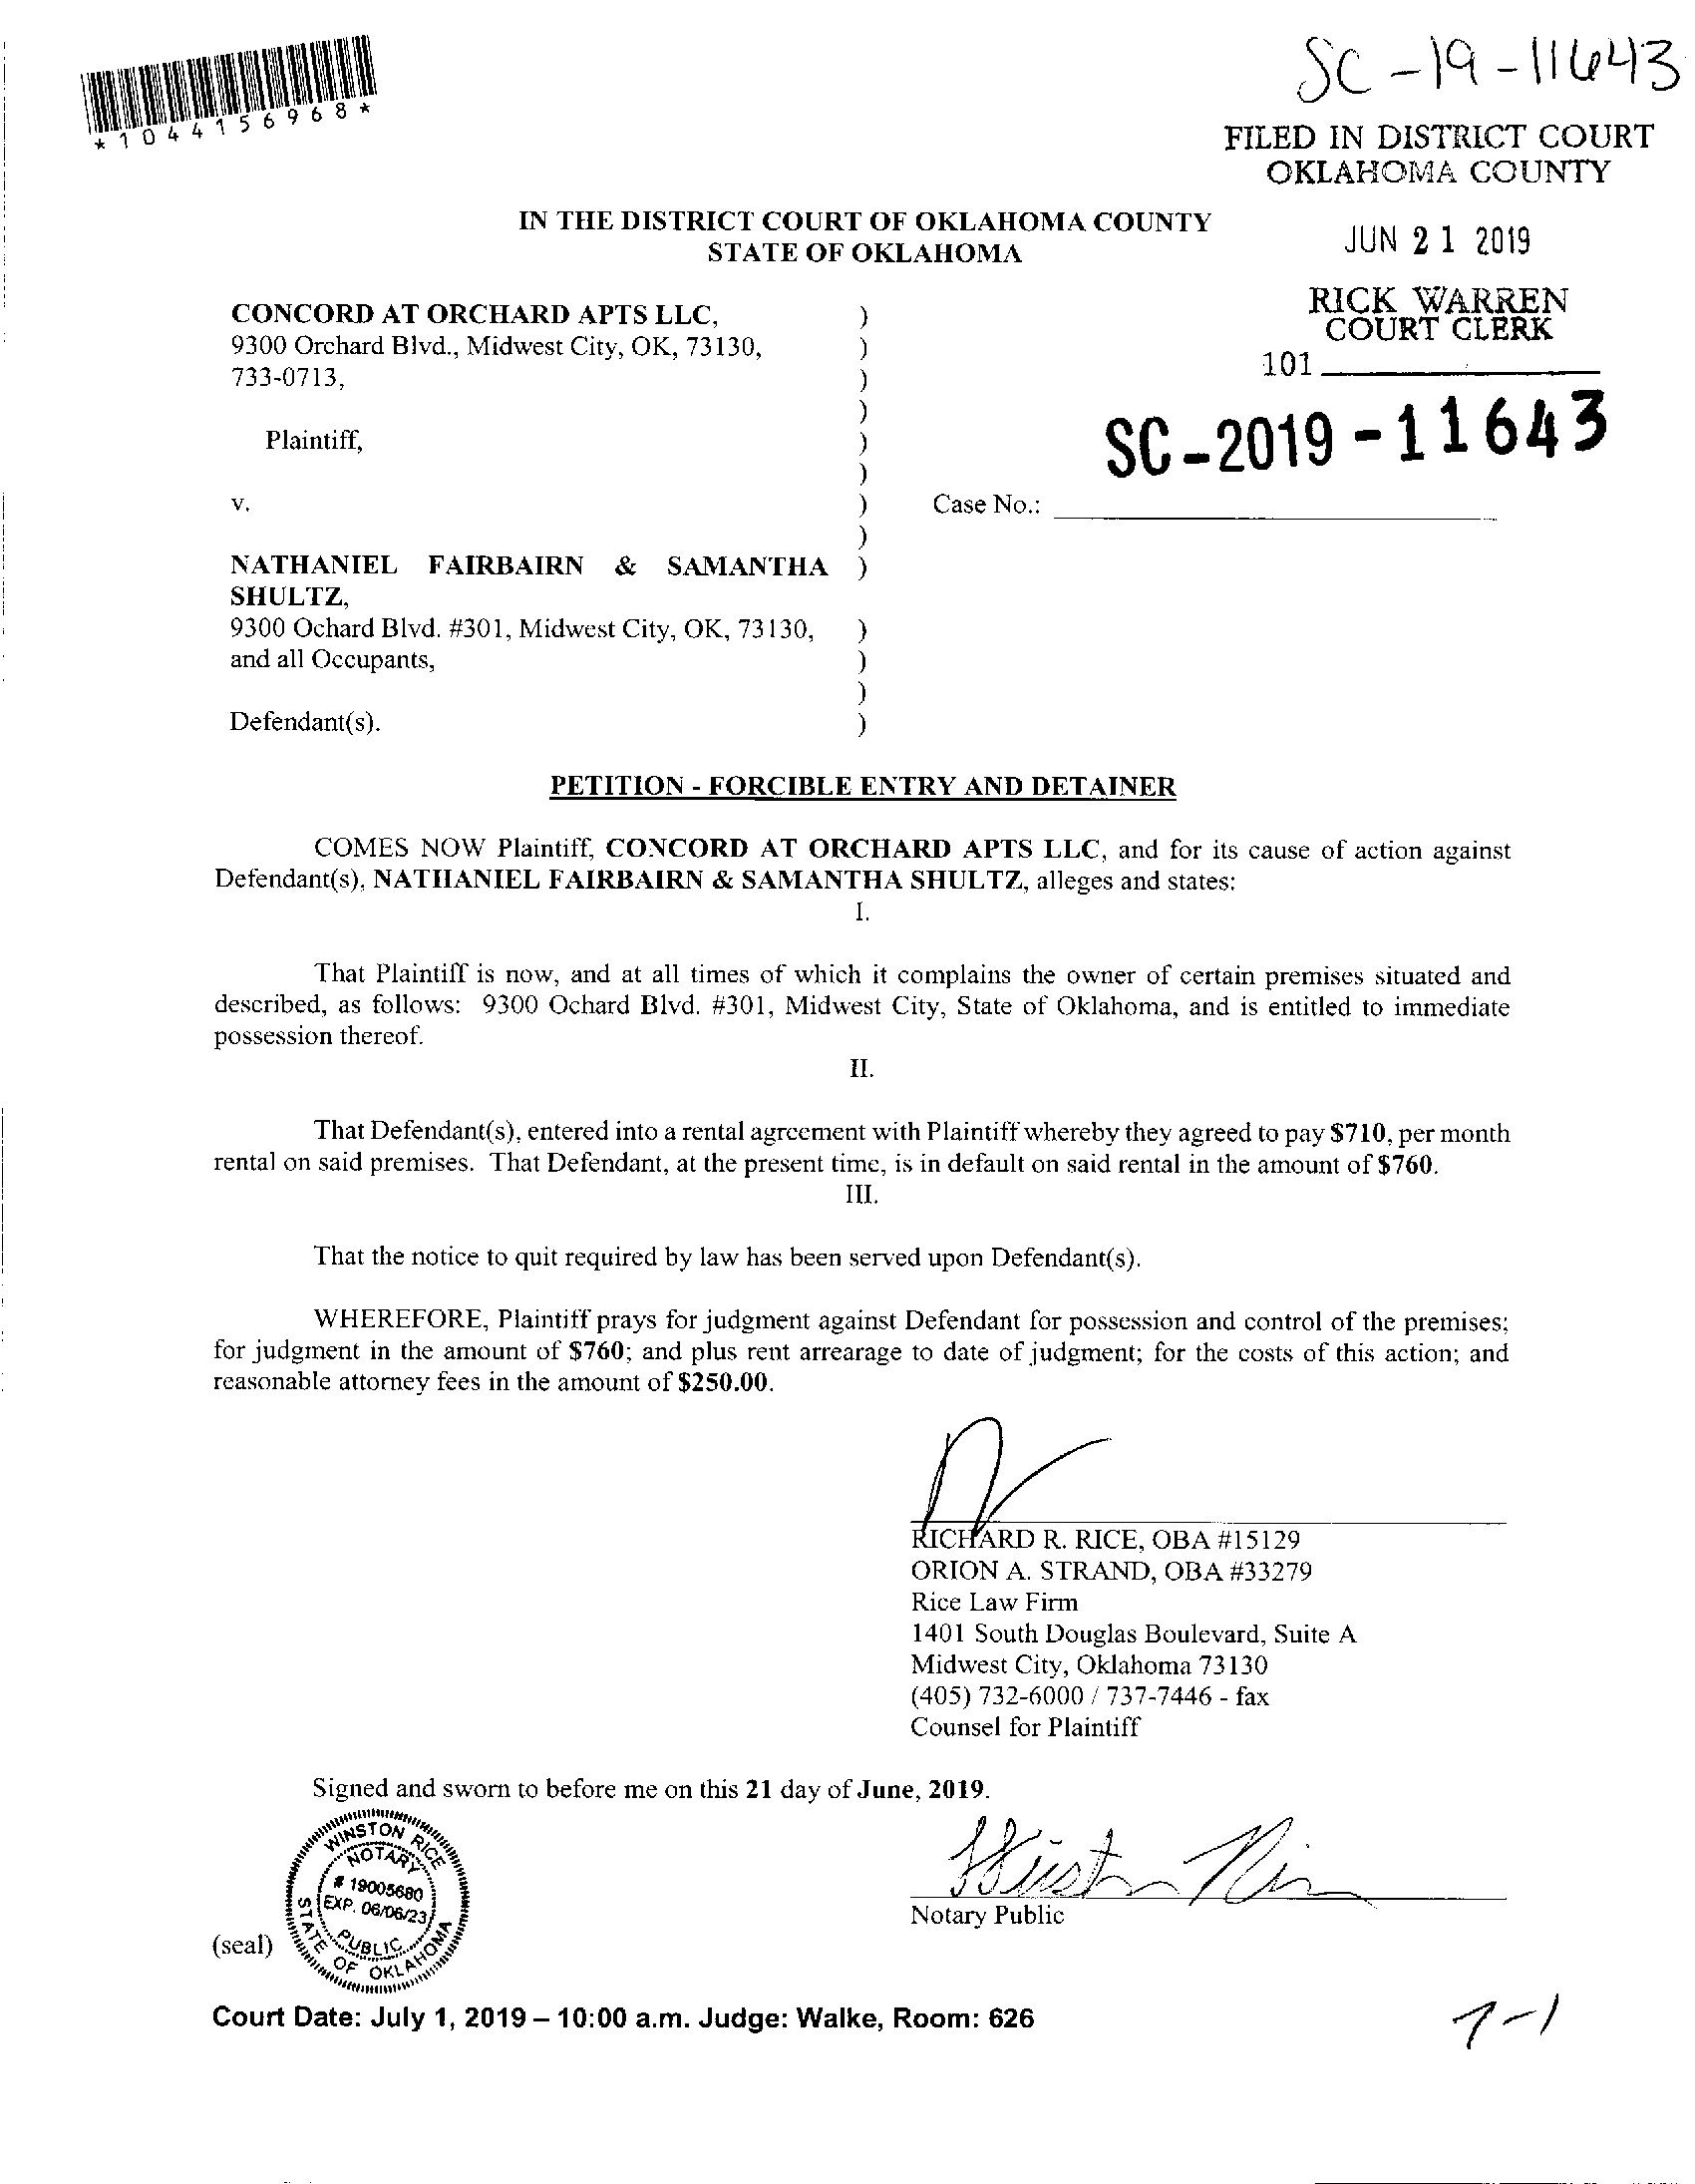 SC-19-11643
*1044156968*
FILED IN DISTRICT COURT
OKLAHOMA COUNTY
IN THE DISTRICT COURT OF OKLAHOMA COUNTY
STATE OF OKLAHOMA
JUN 21 2019
RICK WARREN
COURT CLERK
101
CONCORD AT ORCHARD APTS LLC, )
9300 Orchard Blvd., Midwest City, OK, 73130, )
733-0713, )
)
Plaintiff, )
)
SC-2019-11643
v. ) Case No.:
)
NATHANIEL FAIRBAIRN & SAMANTHA )
SHULTZ,
9300 Ochard Blvd. #301, Midwest City, OK, 73130, )
and all Occupants, )
)
Defendant(s). )
PETITION - FORCIBLE ENTRY AND DETAINER
COMES NOW Plaintiff, CONCORD AT ORCHARD APTS LLC, and for its cause of action against
Defendant(s), NATHANIEL FAIRBAIRN & SAMANTHA SHULTZ, alleges and states:
I.
That Plaintiff is now, and at all times of which it complains the owner of certain premises situated and
described, as follows: 9300 Ochard Blvd. #301, Midwest City, State of Oklahoma, and is entitled to immediate
possession thereof.
II.
That Defendant(s), entered into a rental agreement with Plaintiff whereby they agreed to pay $710, per month
rental on said premises. That Defendant, at the present time, is in default on said rental in the amount of $760.
III.
That the notice to quit required by law has been served upon Defendant(s).
WHEREFORE, Plaintiff prays for judgment against Defendant for possession and control of the premises;
for judgment in the amount of $760; and plus rent arrearage to date of judgment; for the costs of this action; and
reasonable attorney fees in the amount of $250.00.
RICHARD R. RICE, OBA #15129
ORION A. STRAND, OBA #33279
Rice Law Firm
1401 South Douglas Boulevard, Suite A
Midwest City, Oklahoma 73130
(405) 732-6000 / 737-7446 - fax
Counsel for Plaintiff
Signed and sworn to before me on this 21 day of June, 2019.
WINSTON RICE
NOTARY
# 19005680
EXP. 06/06/23
PUBLIC
STATE OF OKLAHOMA
Notary Public
(seal)
Court Date: July 1, 2019 – 10:00 a.m. Judge: Walke, Room: 626
7-1